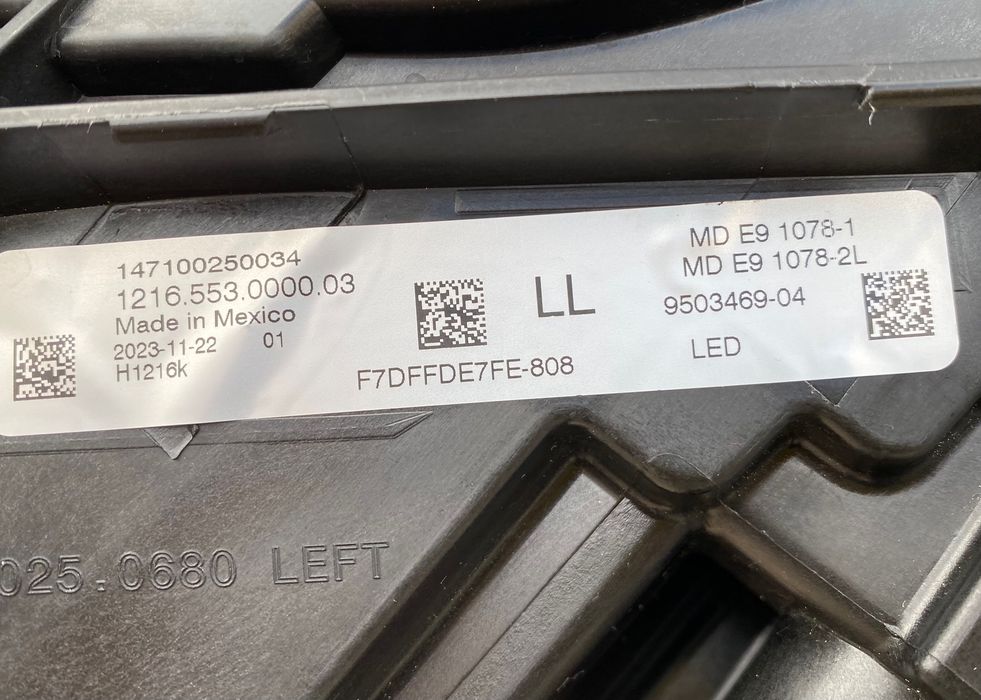 147100250034
1216.553.0000.03
Made in Mexico
2023-11-22 01
H1216k
F7DFFDE7FE-808
LL
MD E9 1078-1
MD E9 1078-2L
9503469-04
LED
025.0680 LEFT